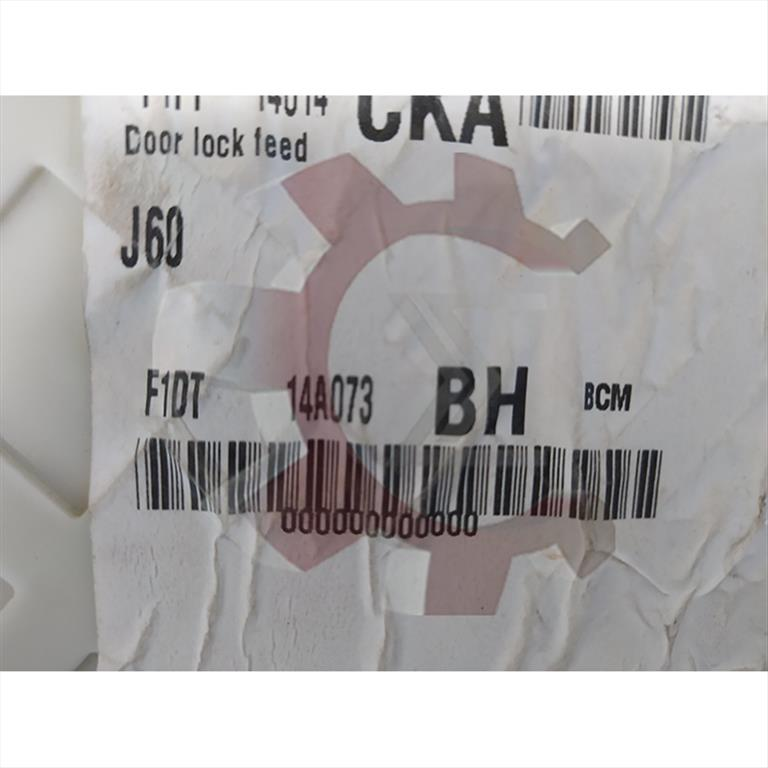 14014 CKA
Door lock feed
J60
F1DT 14A073 BH BCM
000000000000